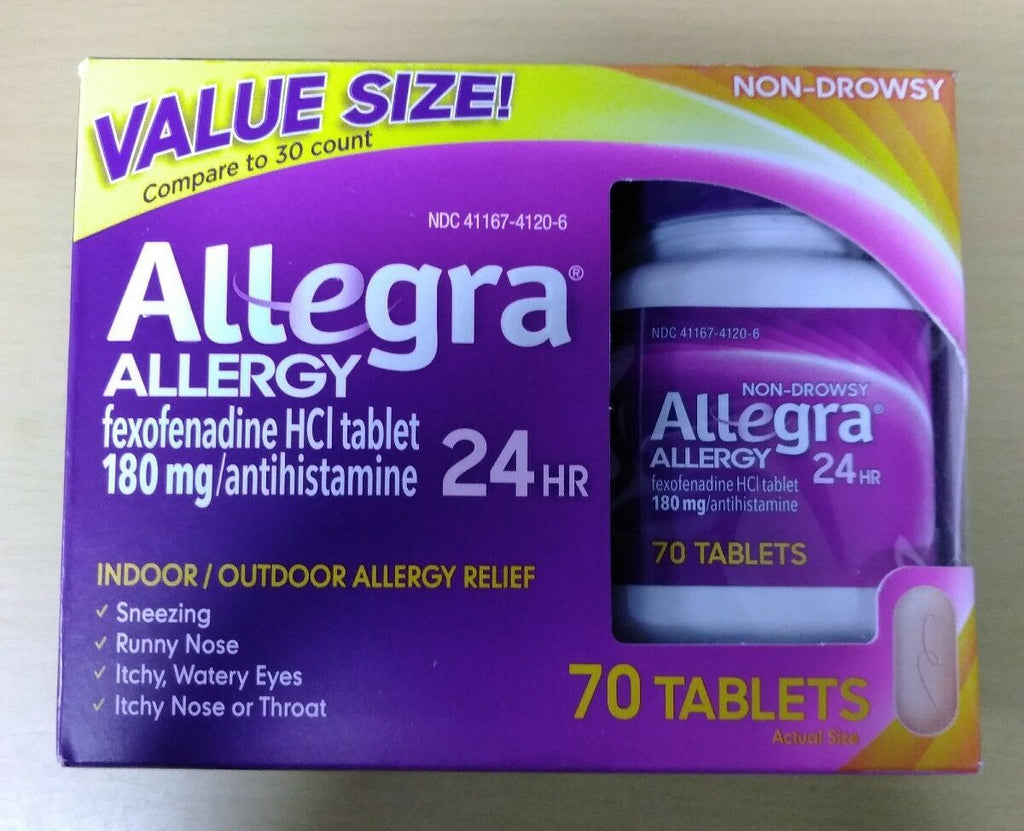 VALUE SIZE!
Compare to 30 count
NON-DROWSY
NDC 41167-4120-6
Allegra®
ALLERGY
fexofenadine HCl tablet
180 mg/antihistamine
24 HR
INDOOR / OUTDOOR ALLERGY RELIEF
✓ Sneezing
✓ Runny Nose
✓ Itchy, Watery Eyes
✓ Itchy Nose or Throat
NDC 41167-4120-6
NON-DROWSY
Allegra®
ALLERGY
24 HR
fexofenadine HCl tablet
180 mg/antihistamine
70 TABLETS
70 TABLETS
Actual Size